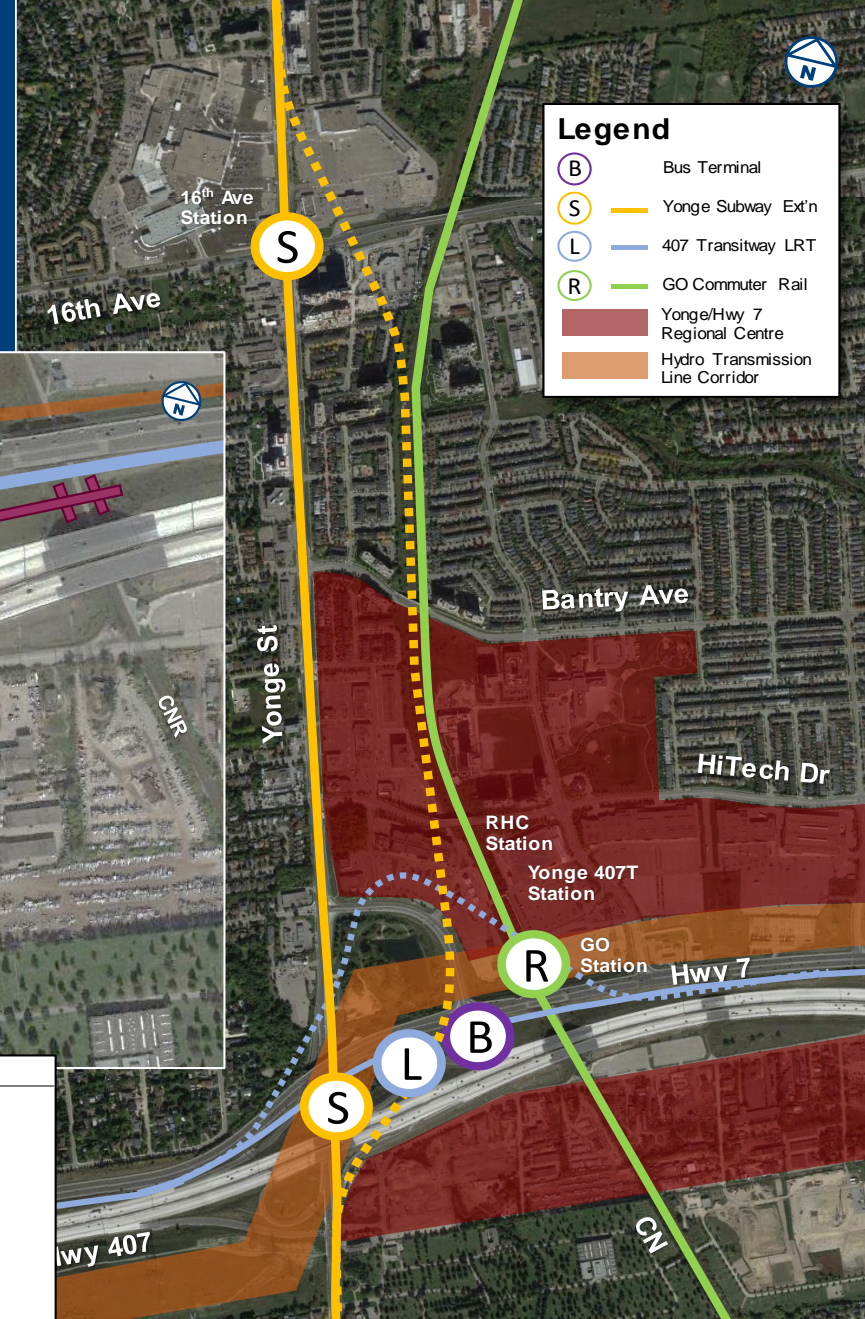 N
Legend
B Bus Terminal
S Yonge Subway Ext'n
L 407 Transitway LRT
R GO Commuter Rail
Yonge/Hwy 7
Regional Centre
Hydro Transmission
Line Corridor
16th Ave
Station
S
16th Ave
N
Bantry Ave
Yonge St
CNR
HiTech Dr
RHC
Station
Yonge 407T
Station
GO
Station
R
Hwy 7
B
L
S
CN
Hwy 407